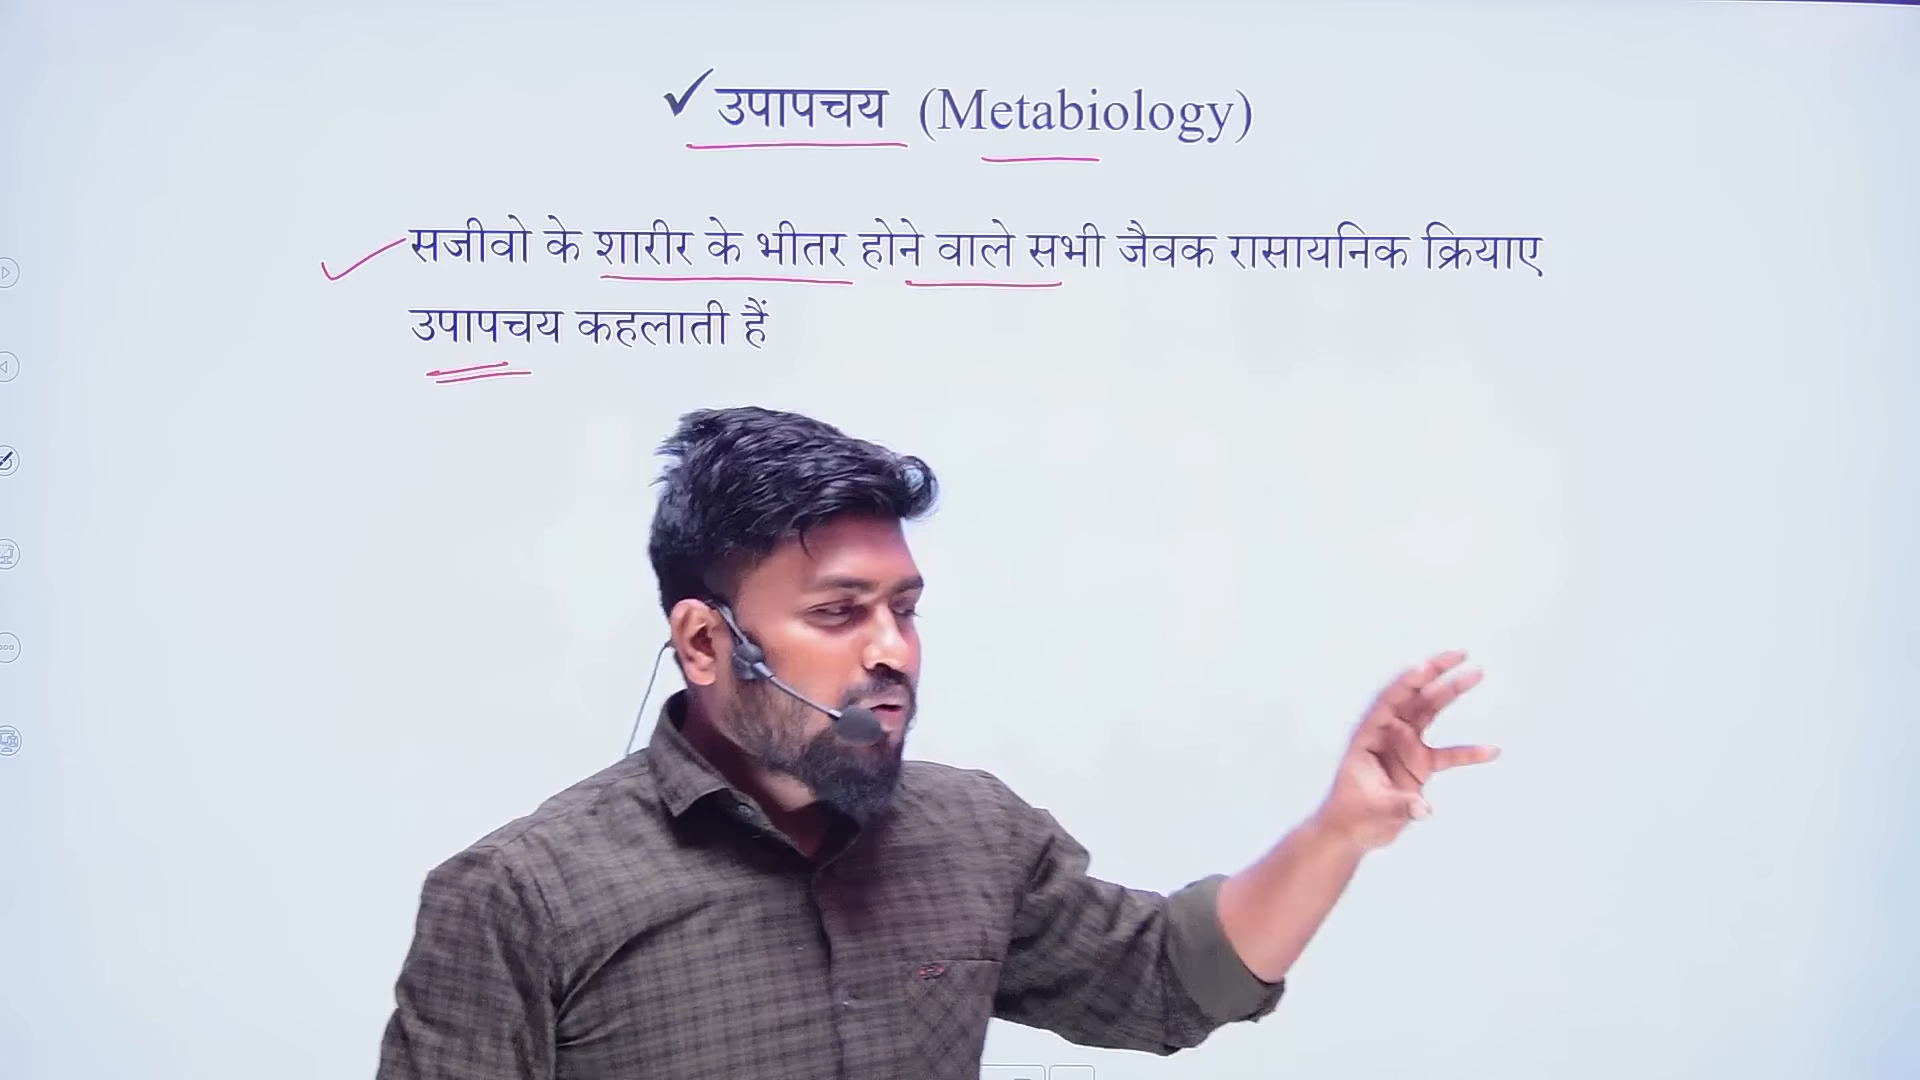 ✓उपापचय (Metabiology)
सजीवो के शारीर के भीतर होने वाले सभी जैवक रासायनिक क्रियाए
उपापचय कहलाती हैं